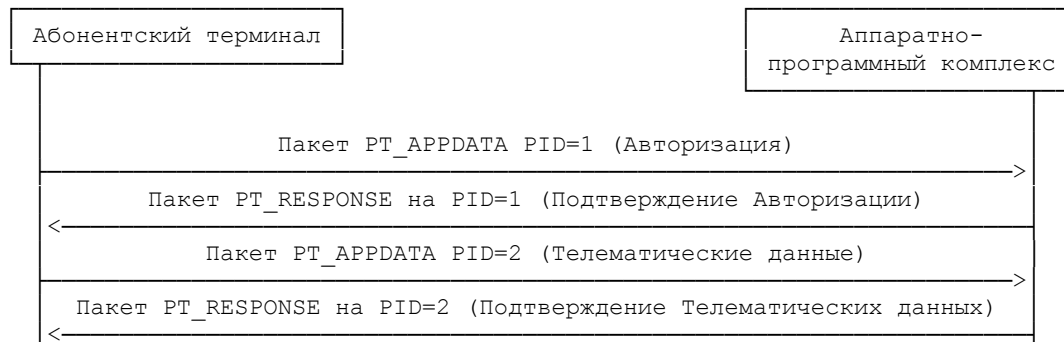 Абонентский терминал
Аппаратно-
программный комплекс
Пакет PT_APPDATA PID=1 (Авторизация)
Пакет PT_RESPONSE на PID=1 (Подтверждение Авторизации)
Пакет PT_APPDATA PID=2 (Телематические данные)
Пакет PT_RESPONSE на PID=2 (Подтверждение Телематических данных)